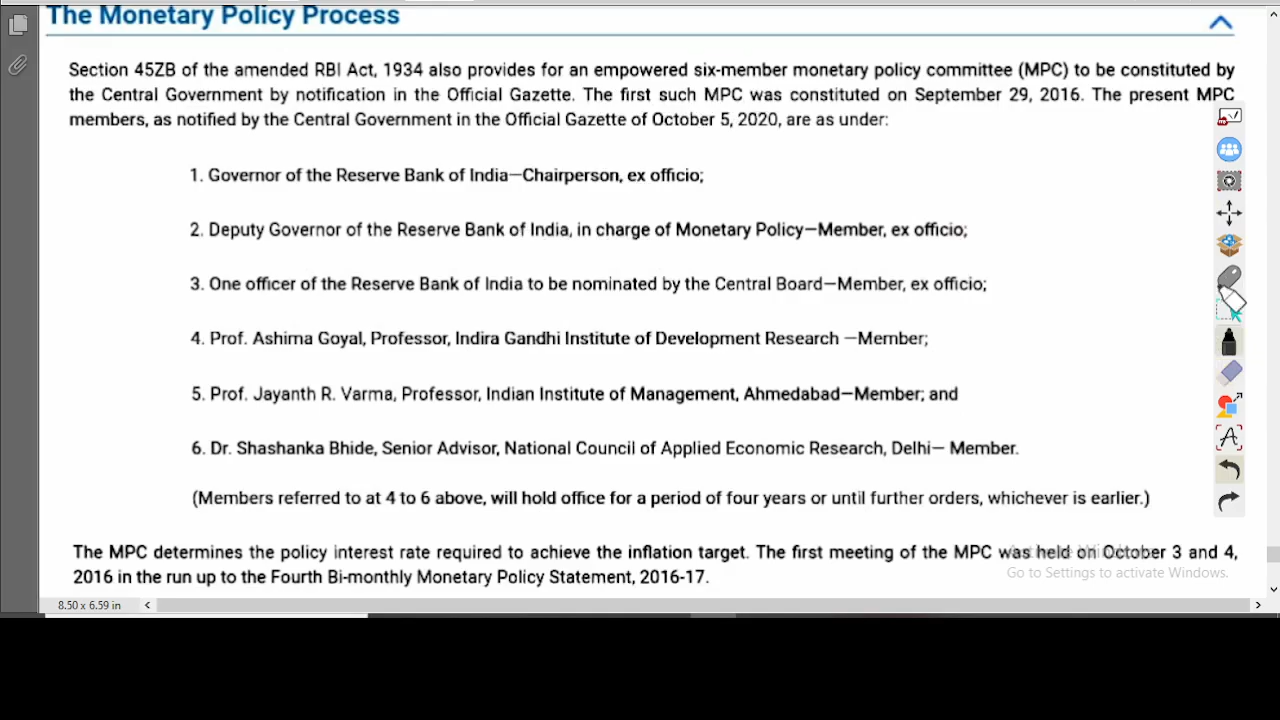 The Monetary Policy Process
Section 45ZB of the amended RBI Act, 1934 also provides for an empowered six-member monetary policy committee (MPC) to be constituted by
the Central Government by notification in the Official Gazette. The first such MPC was constituted on September 29, 2016. The present MPC
members, as notified by the Central Government in the Official Gazette of October 5, 2020, are as under:
1. Governor of the Reserve Bank of India—Chairperson, ex officio;
2. Deputy Governor of the Reserve Bank of India, in charge of Monetary Policy—Member, ex officio;
3. One officer of the Reserve Bank of India to be nominated by the Central Board—Member, ex officio;
4. Prof. Ashima Goyal, Professor, Indira Gandhi Institute of Development Research —Member;
5. Prof. Jayanth R. Varma, Professor, Indian Institute of Management, Ahmedabad—Member; and
6. Dr. Shashanka Bhide, Senior Advisor, National Council of Applied Economic Research, Delhi— Member.
(Members referred to at 4 to 6 above, will hold office for a period of four years or until further orders, whichever is earlier.)
The MPC determines the policy interest rate required to achieve the inflation target. The first meeting of the MPC was held on October 3 and 4,
2016 in the run up to the Fourth Bi-monthly Monetary Policy Statement, 2016-17.
Activate Windows
Go to Settings to activate Windows.
8.50 x 6.59 in